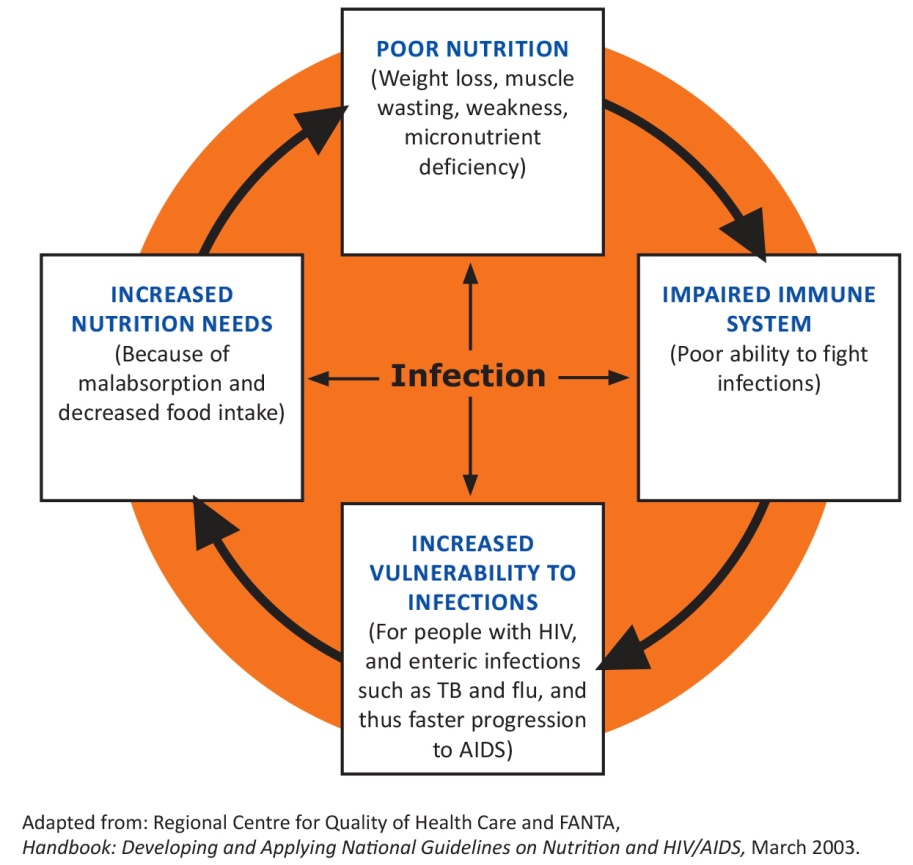 POOR NUTRITION
(Weight loss, muscle
wasting, weakness,
micronutrient
deficiency)
INCREASED
NUTRITION NEEDS
(Because of
malabsorption and
decreased food intake)
Infection
IMPAIRED IMMUNE
SYSTEM
(Poor ability to fight
infections)
INCREASED
VULNERABILITY TO
INFECTIONS
(For people with HIV,
and enteric infections
such as TB and flu, and
thus faster progression
to AIDS)
Adapted from: Regional Centre for Quality of Health Care and FANTA,
Handbook: Developing and Applying National Guidelines on Nutrition and HIV/AIDS, March 2003.